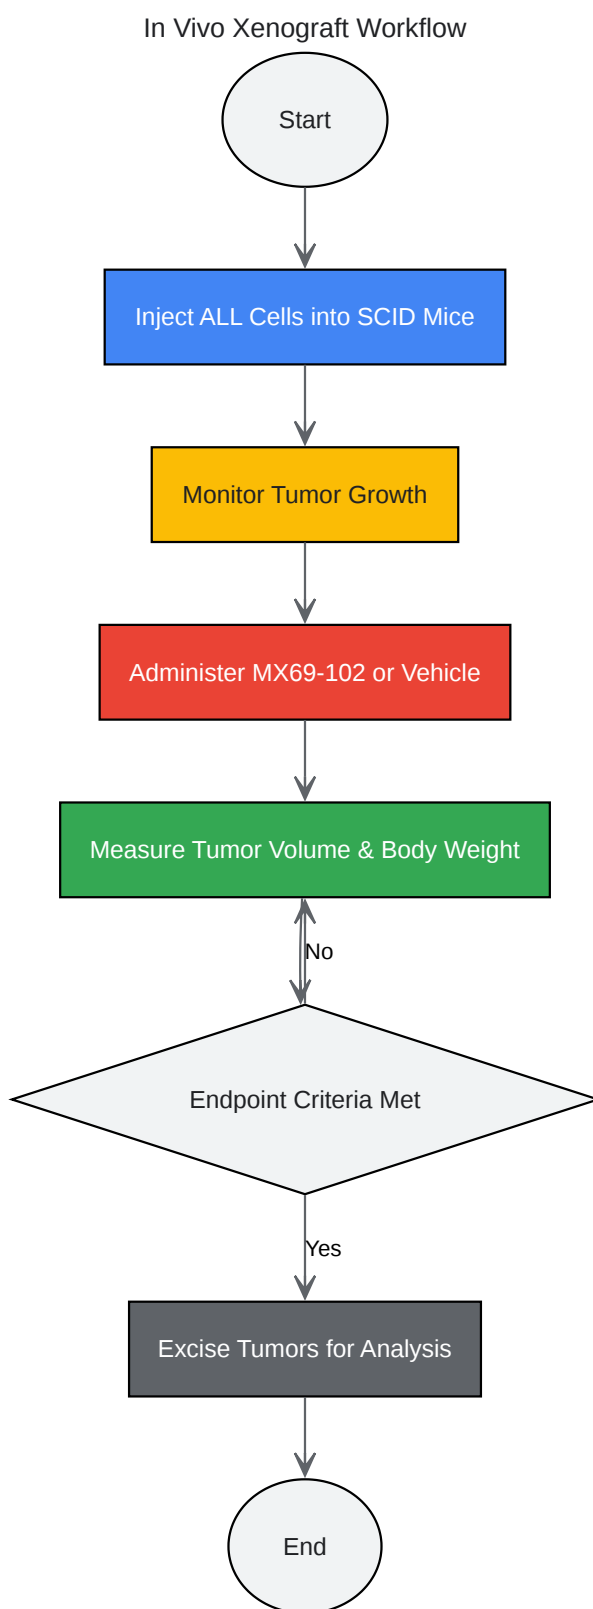 In Vivo Xenograft Workflow
Start
Inject ALL Cells into SCID Mice
Monitor Tumor Growth
Administer MX69-102 or Vehicle
Measure Tumor Volume & Body Weight
No
Endpoint Criteria Met
Yes
Excise Tumors for Analysis
End